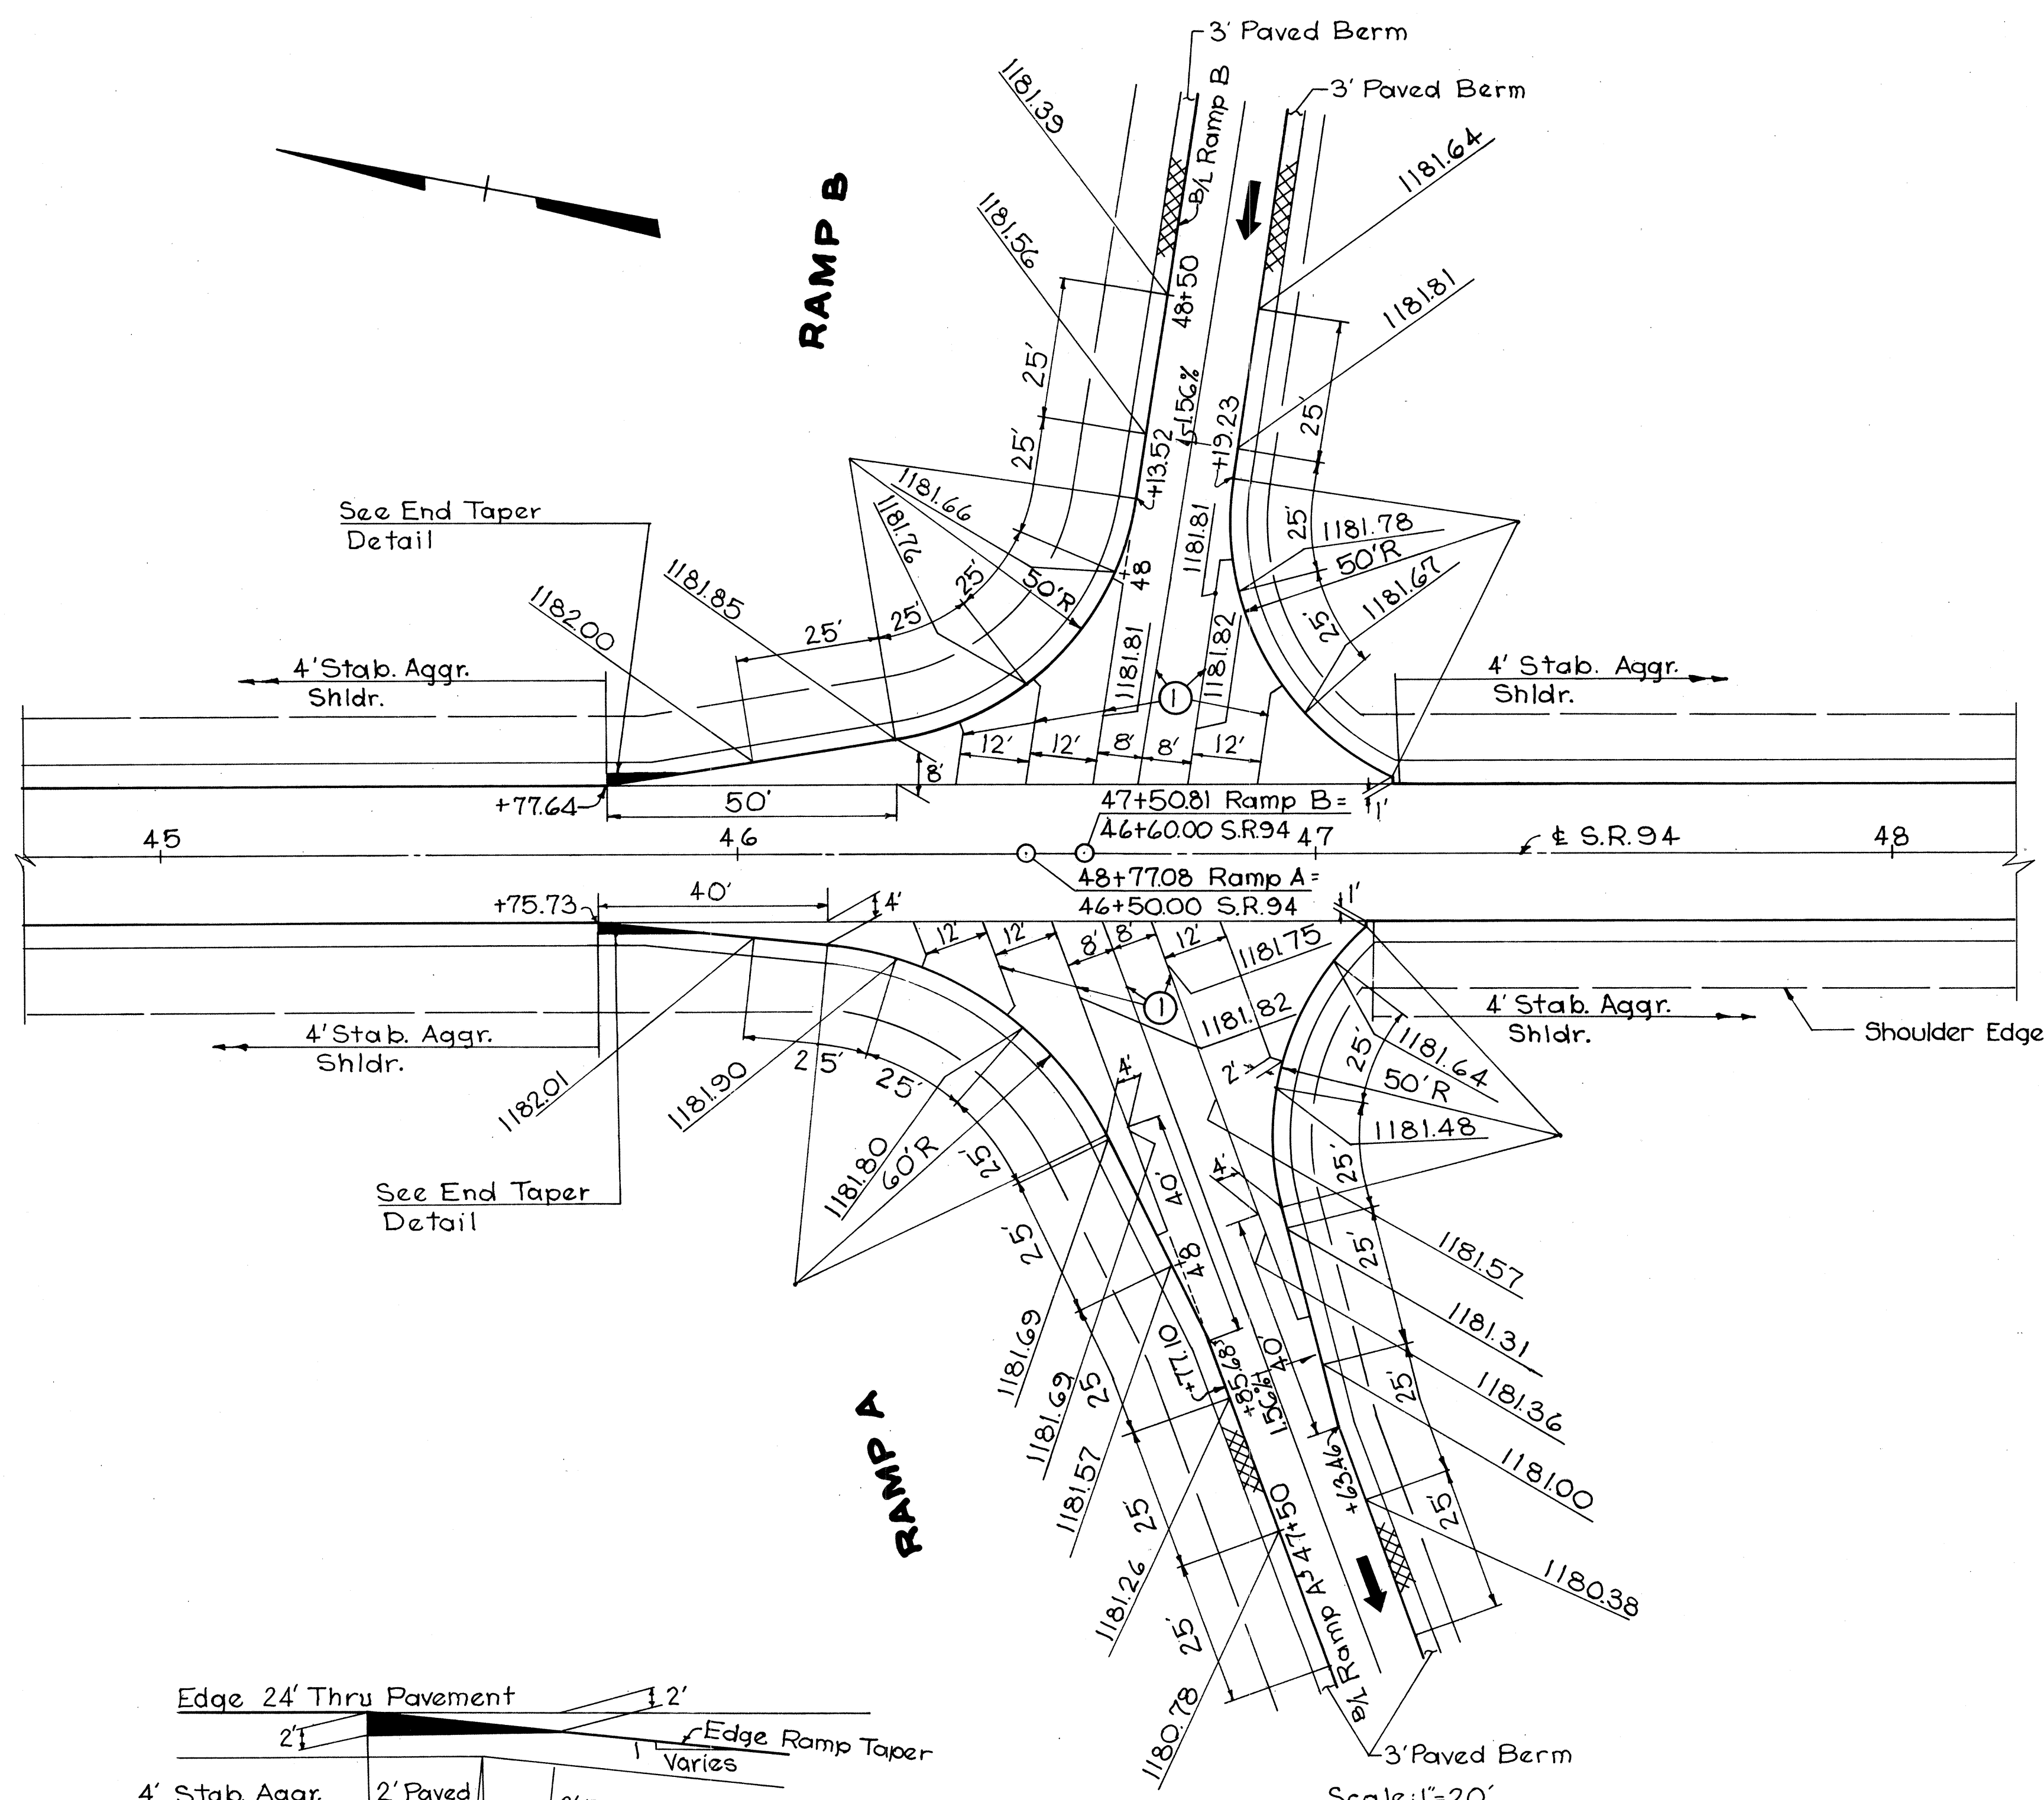 3' Paved Berm
3' Paved Berm
1181.39
B/L Ramp B
1181.64
1181.56
RAMP B
48+50
1181.81
25'
1.56%
+19.23
25'
25'
+13.52
1181.66
1181.76
See End Taper
Detail
1181.81
25'
1181.78
50'R
1181.67
48
25'
50'R
25'
25'
25'
1181.85
1182.00
1181.81
1181.82
4' Stab. Aggr.
Shldr.
1
4' Stab. Aggr.
Shldr.
12'
12'
8'
8'
12'
8'
+77.64
50'
47+50.81 Ramp B =
46+60.00 S.R.94
1'
45
46
47
℄ S.R.94
48
48+77.08 Ramp A =
46+50.00 S.R.94
+75.73
40'
4'
1'
12'
12'
8'
8'
12'
1181.75
1
1181.82
4' Stab. Aggr.
Shldr.
4' Stab. Aggr.
Shldr.
Shoulder Edge
25'
25'
1182.01
1181.90
4'
2'
25'
1181.64
50'R
1181.48
1181.80
60'R
25'
40'
4'
25'
See End Taper
Detail
25'
48
25'
1181.57
1181.31
1181.69
1181.69
1181.57
25
+77.10
+85.68
1.56%
40'
25'
1181.36
1181.00
RAMP A
25'
+63.46
25'
1181.26
47+50
1180.38
25'
B/L Ramp A
1180.78
Edge 24' Thru Pavement
2'
2'
Edge Ramp Taper
1
Varies
3' Paved Berm
4' Stab. Aggr.
2' Paved
Scale: 1"=20'